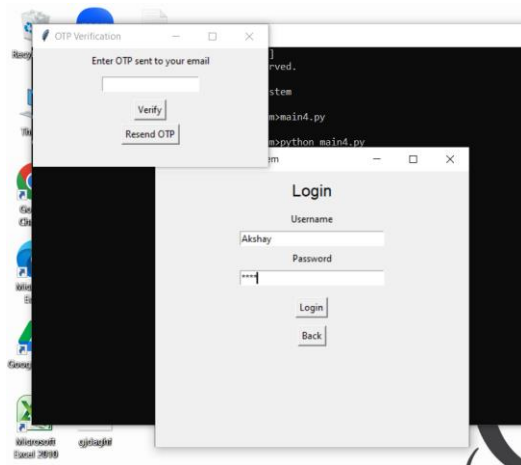 OTP Verification
Enter OTP sent to your email
Verify
Resend OTP
]
rved.
stem
m>main4.py
m>python main4.py
em
Login
Username
Akshay
Password
****
Login
Back
Microsoft
Excel 2010
gjdaghf